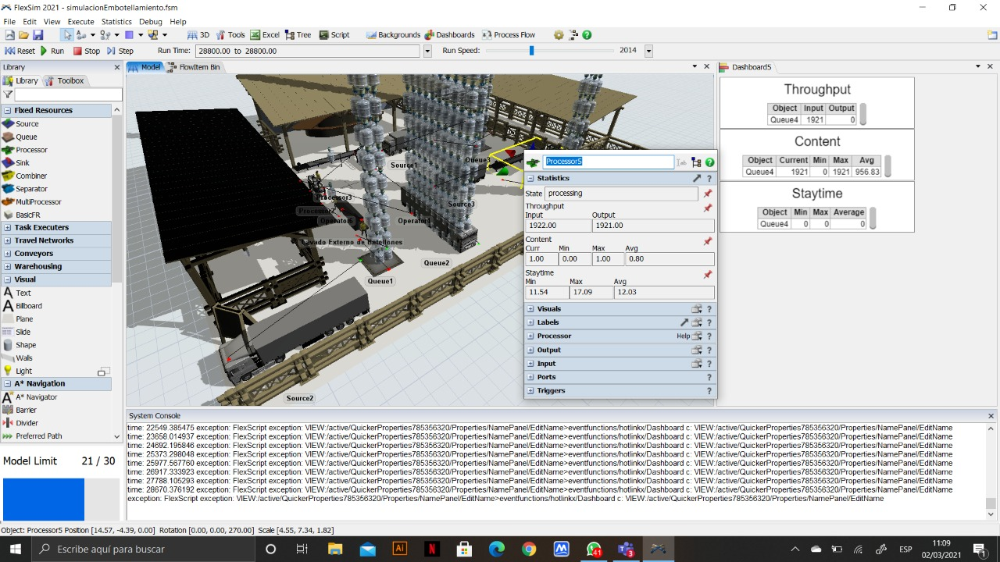 FlexSim 2021 - simulacionEmbotellamiento.fsm
File Edit View Execute Statistics Debug Help
3D Tools Excel Tree Script Backgrounds Dashboards Process Flow
Reset Run Stop Step Run Time: 28800.00 to 28800.00 Run Speed: 2014
Library
Library Toolbox
Fixed Resources
Source
Queue
Processor
Sink
Combiner
Separator
MultiProcessor
BasicFR
Task Executers
Travel Networks
Conveyors
Warehousing
Visual
Text
Billboard
Plane
Slide
Shape
Walls
Light
A* Navigation
A* Navigator
Barrier
Divider
Preferred Path
Model Limit 21 / 30
Model FlowItem Bin
Source1
Queue3
Processor3
Processor2
Source3
Operator1
Lavado Externo de Botellones
Queue2
Queue1
Source2
Processor5
Statistics
State processing
Throughput
Input Output
1922.00 1921.00
Content
Curr Min Max Avg
1.00 0.00 1.00 0.80
Staytime
Min Max Avg
11.54 17.09 12.03
Visuals
Labels
Processor Help
Output
Input
Ports
Triggers
Dashboard5
Throughput
Object Input Output
Queue4 1921 0
Content
Object Current Min Max Avg
Queue4 1921 0 1921 956.83
Staytime
Object Min Max Average
Queue4 0 0 0
System Console
time: 22549.385475 exception: FlexScript exception: VIEW:/active/QuickerProperties785356320/Properties/NamePanel/EditName>eventfunctions/hotlinkx/Dashboard c: VIEW:/active/QuickerProperties785356320/Properties/NamePanel/EditName
time: 23658.014937 exception: FlexScript exception: VIEW:/active/QuickerProperties785356320/Properties/NamePanel/EditName>eventfunctions/hotlinkx/Dashboard c: VIEW:/active/QuickerProperties785356320/Properties/NamePanel/EditName
time: 24692.195846 exception: FlexScript exception: VIEW:/active/QuickerProperties785356320/Properties/NamePanel/EditName>eventfunctions/hotlinkx/Dashboard c: VIEW:/active/QuickerProperties785356320/Properties/NamePanel/EditName
time: 25373.298048 exception: FlexScript exception: VIEW:/active/QuickerProperties785356320/Properties/NamePanel/EditName>eventfunctions/hotlinkx/Dashboard c: VIEW:/active/QuickerProperties785356320/Properties/NamePanel/EditName
time: 25977.567760 exception: FlexScript exception: VIEW:/active/QuickerProperties785356320/Properties/NamePanel/EditName>eventfunctions/hotlinkx/Dashboard c: VIEW:/active/QuickerProperties785356320/Properties/NamePanel/EditName
time: 26917.333923 exception: FlexScript exception: VIEW:/active/QuickerProperties785356320/Properties/NamePanel/EditName>eventfunctions/hotlinkx/Dashboard c: VIEW:/active/QuickerProperties785356320/Properties/NamePanel/EditName
time: 27788.105293 exception: FlexScript exception: VIEW:/active/QuickerProperties785356320/Properties/NamePanel/EditName>eventfunctions/hotlinkx/Dashboard c: VIEW:/active/QuickerProperties785356320/Properties/NamePanel/EditName
time: 28670.376192 exception: FlexScript exception: VIEW:/active/QuickerProperties785356320/Properties/NamePanel/EditName>eventfunctions/hotlinkx/Dashboard c: VIEW:/active/QuickerProperties785356320/Properties/NamePanel/EditName
exception: FlexScript exception: VIEW:/active/QuickerProperties785356320/Properties/NamePanel/EditName>eventfunctions/hotlinkx/Dashboard c: VIEW:/active/QuickerProperties785356320/Properties/NamePanel/EditName
Object: Processor5 Position [14.57, -4.39, 0.00] Rotation [0.00, 0.00, 270.00] Scale [4.55, 7.34, 1.82]
Escribe aquí para buscar
Ai
N
41
3
ESP
11:09
02/03/2021
1